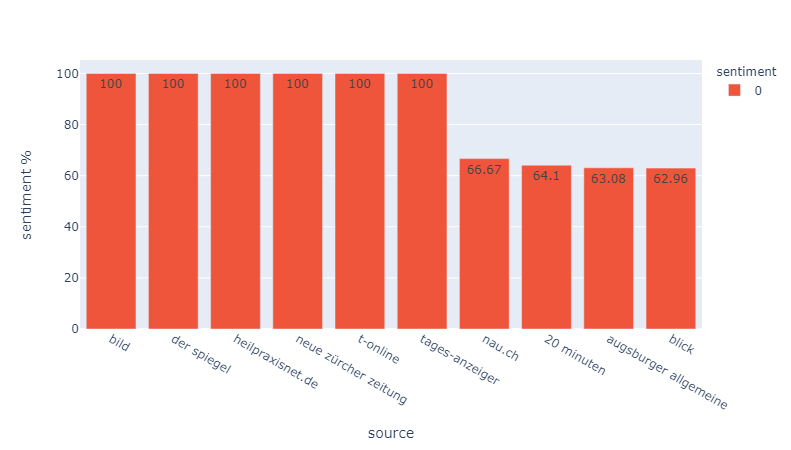 sentiment
0
sentiment %
100
80
60
40
20
0
100
100
100
100
100
100
66.67
64.1
63.08
62.96
bild
der spiegel
heilpraxisnet.de
neue zürcher zeitung
t-online
tages-anzeiger
nau.ch
20 minuten
augsburger allgemeine
blick
source